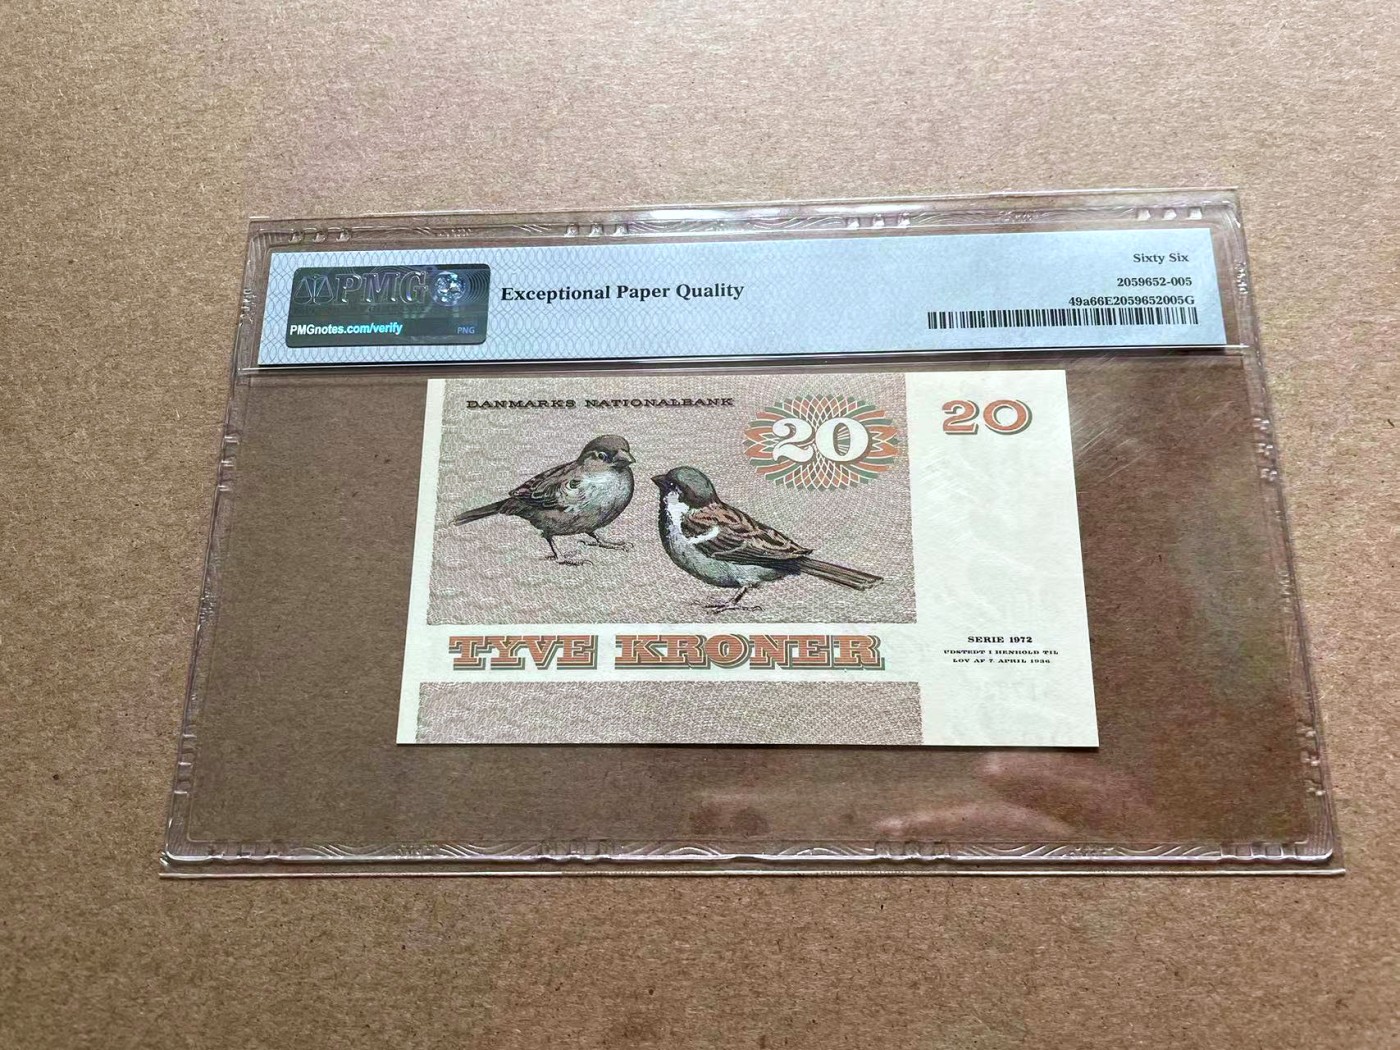 PMG
PMGnotes.com/verify
PNG
Exceptional Paper Quality
Sixty Six
2059652-005
49a66E2059652005G
DANMARKS NATIONALBANK
20
20
TYVE KRONER
SERIE 1972
UDSTEDT I HENHOLD TIL
LOV AF 7. APRIL 1936